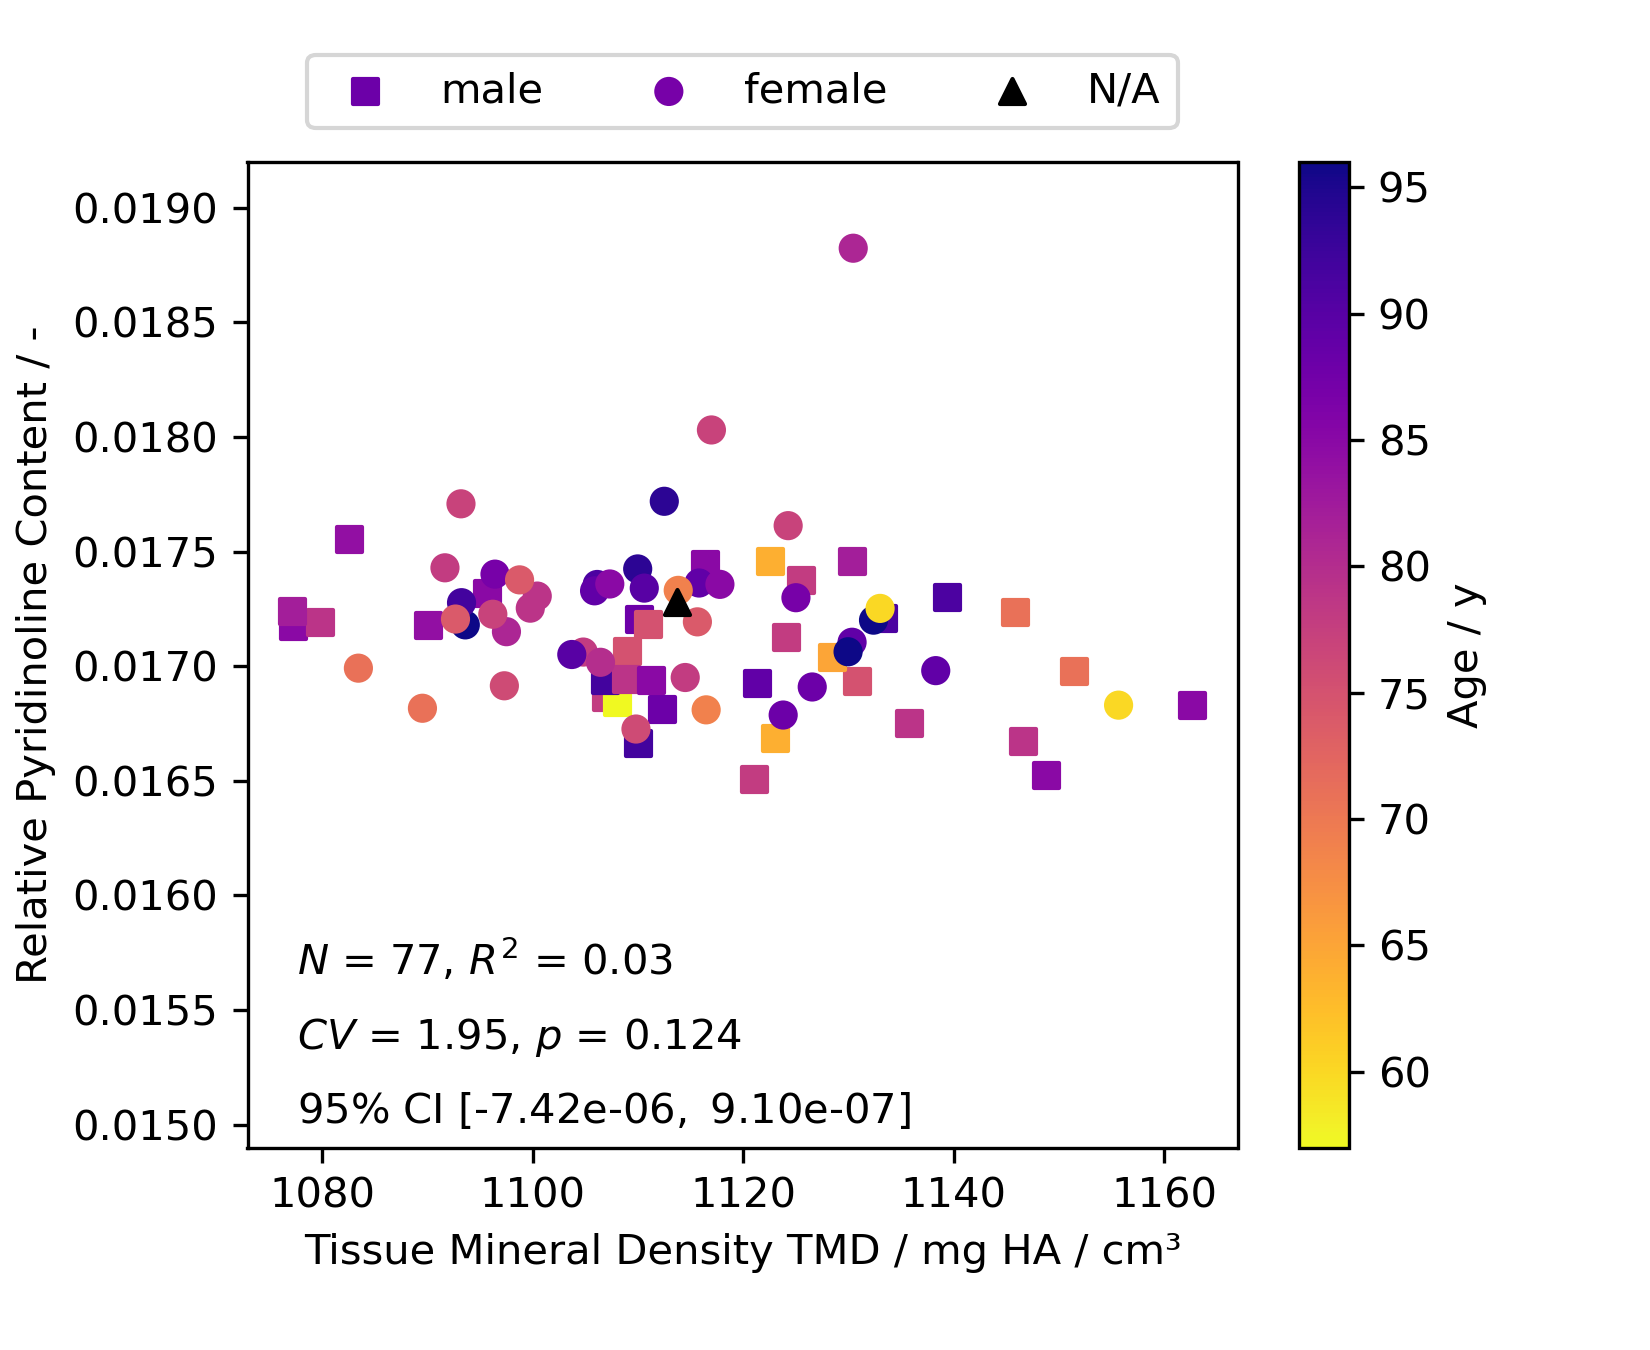 male female N/A
0.0190
0.0185
0.0180
0.0175
0.0170
0.0165
0.0160
0.0155
0.0150
Relative Pyridinoline Content / -
N = 77, R² = 0.03
CV = 1.95, p = 0.124
95% CI [-7.42e-06, 9.10e-07]
1080 1100 1120 1140 1160
Tissue Mineral Density TMD / mg HA / cm³
95
90
85
80
75
70
65
60
Age / y